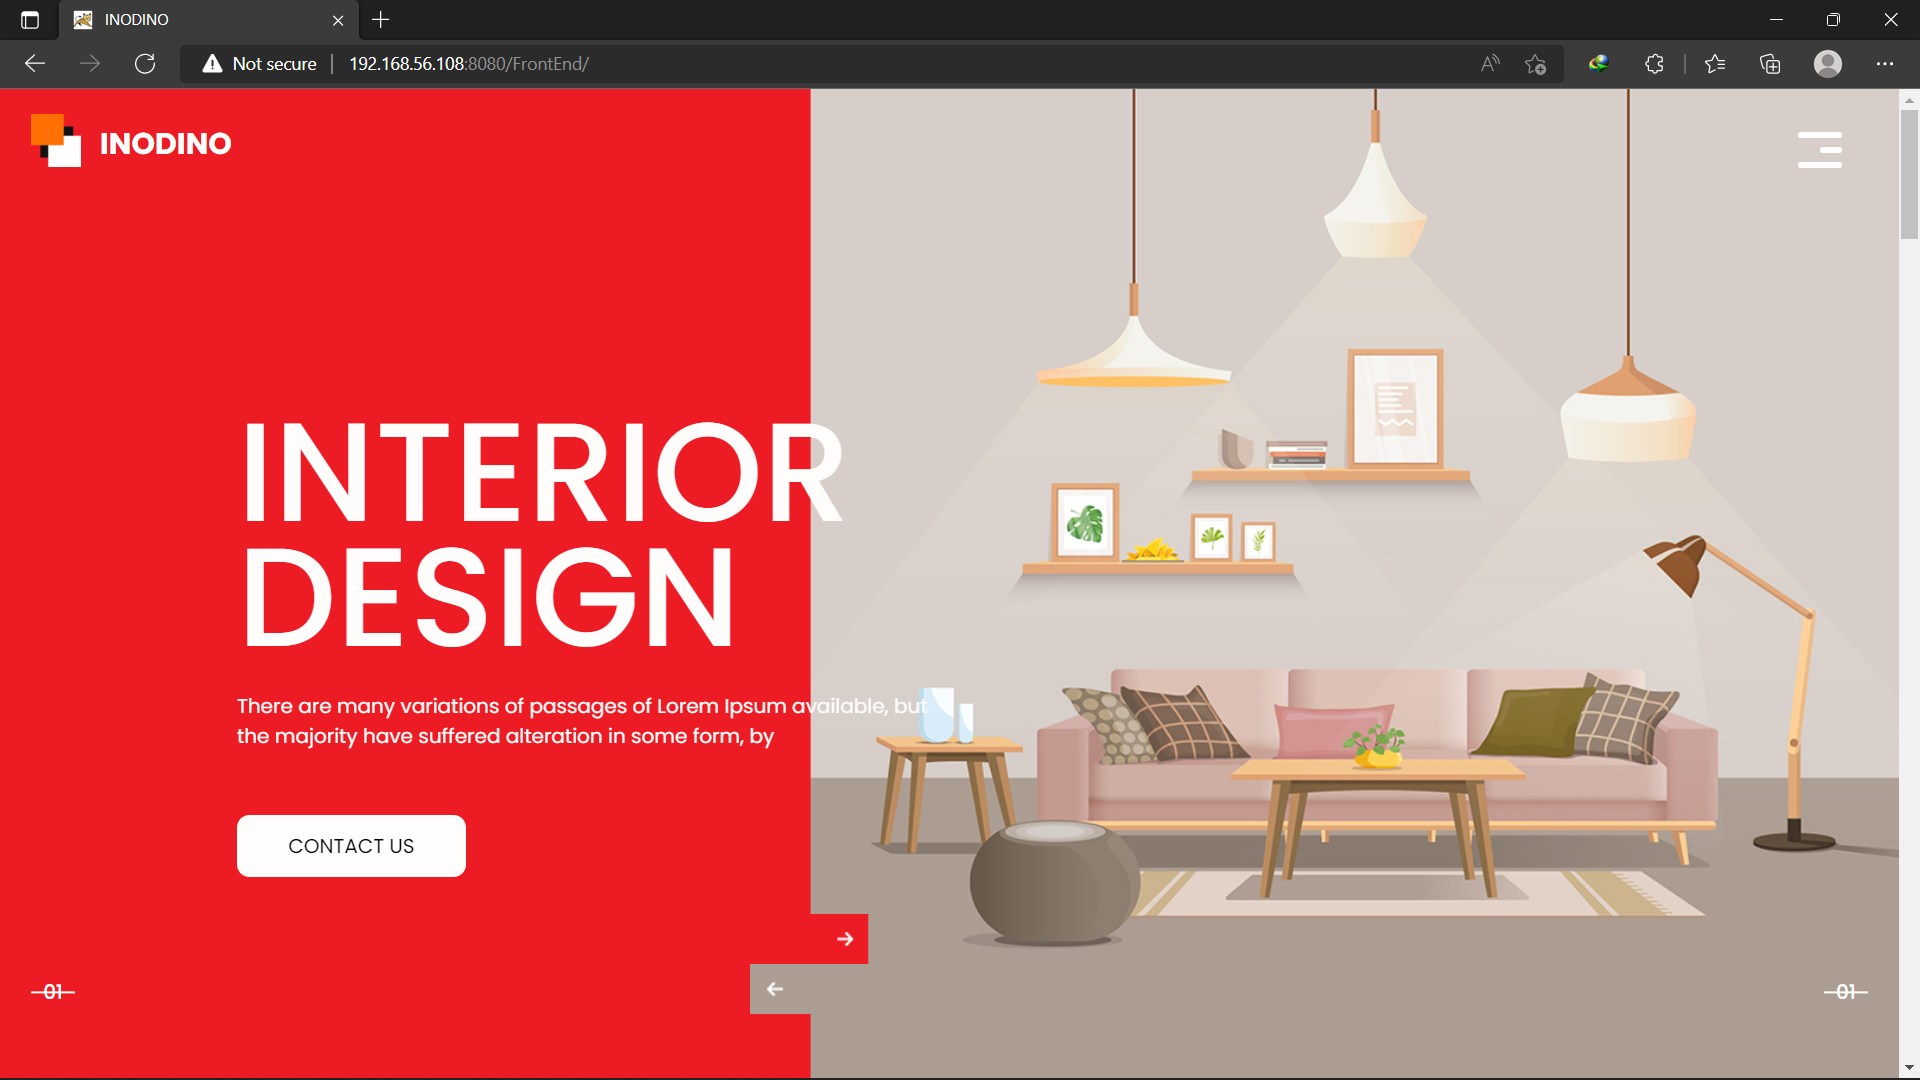 INODINO
Not secure
192.168.56.108:8080/FrontEnd/
INODINO
INTERIOR
DESIGN
There are many variations of passages of Lorem Ipsum available, but
the majority have suffered alteration in some form, by
CONTACT US
01
01